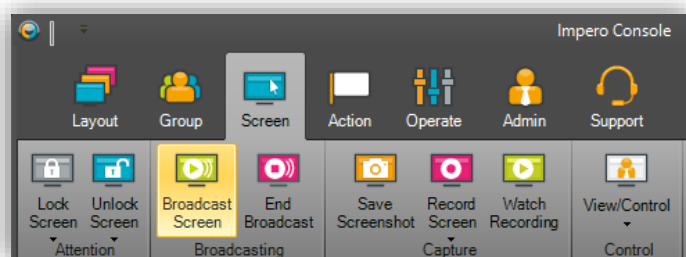 Impero Console
Layout Group Screen Action Operate Admin Support
Lock Unlock Broadcast End Save Record Watch View/Control
Screen Screen Screen Broadcast Screenshot Screen Recording
Attention Broadcasting Capture Control